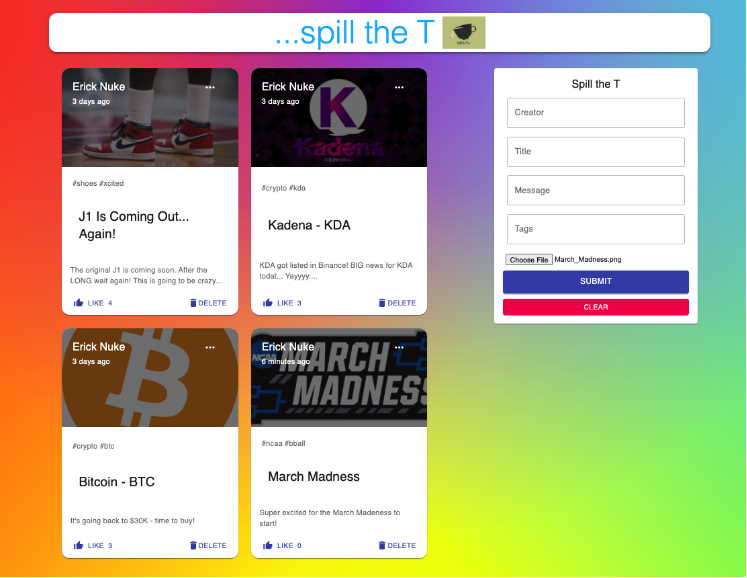 ...spill the T
Erick Nuke
3 days ago
#shoes #xcited
J1 Is Coming Out...
Again!
The original J1 is coming soon. After the
LONG wait again! This is going to be crazy...
LIKE 4
DELETE
Erick Nuke
3 days ago
Kadena
#crypto #kda
Kadena - KDA
KDA got listed in Binance! BIG news for KDA
todat... Yayyyy....
LIKE 3
DELETE
Erick Nuke
3 days ago
#crypto #btc
Bitcoin - BTC
It's going back to $30K - time to buy!
LIKE 3
DELETE
Erick Nuke
6 minutes ago
NCAA
MARCH
MADNESS
#ncaa #bball
March Madness
Super excited for the March Madeness to
start!
LIKE 0
DELETE
Spill the T
Creator
Title
Message
Tags
Choose File March_Madness.png
SUBMIT
CLEAR